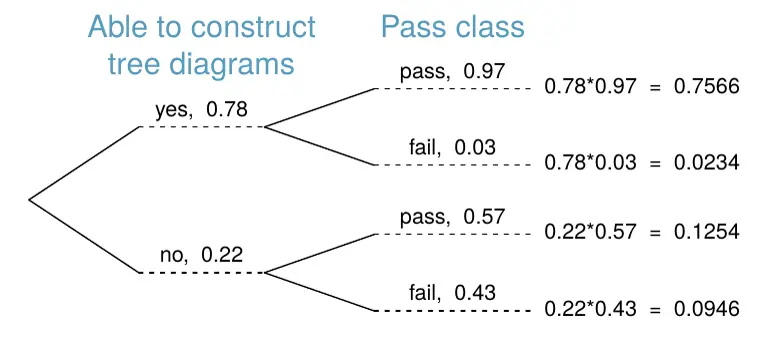 Able to construct
tree diagrams
Pass class
yes, 0.78
pass, 0.97
0.78*0.97 = 0.7566
fail, 0.03
0.78*0.03 = 0.0234
no, 0.22
pass, 0.57
0.22*0.57 = 0.1254
fail, 0.43
0.22*0.43 = 0.0946